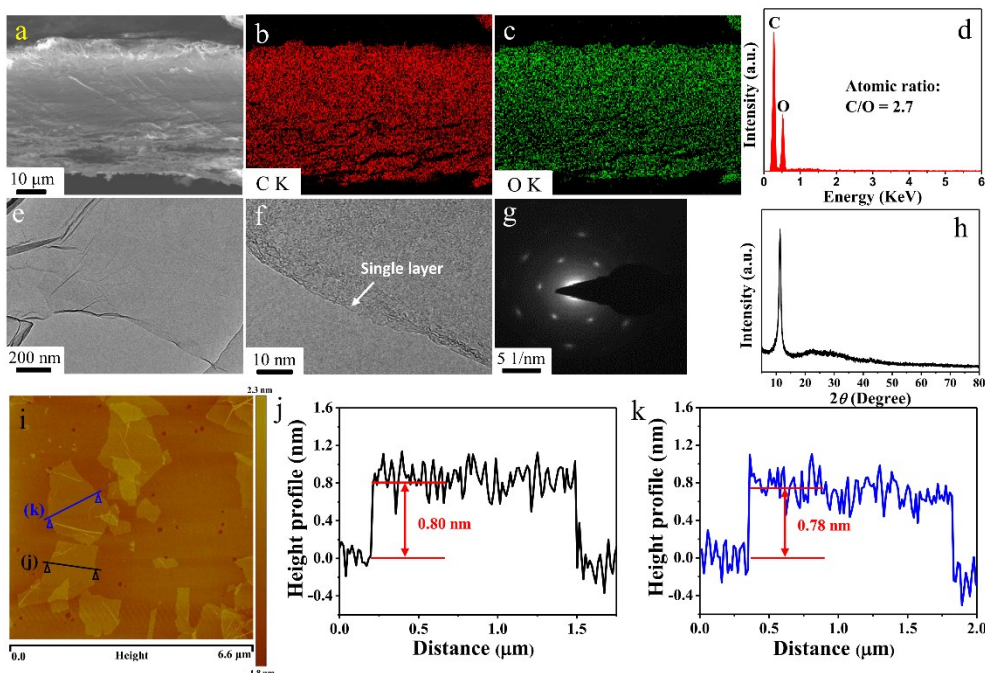 a
10 μm
b
C K
c
O K
d
C
O
Atomic ratio:
C/O = 2.7
Intensity (a.u.)
0 1 2 3 4 5 6
Energy (KeV)
e
200 nm
f
Single layer
10 nm
g
5 1/nm
h
Intensity (a.u.)
10 20 30 40 50 60 70 80
2θ (Degree)
i
2.3 nm
(k)
(j)
0.0 Height 6.6 μm
-1.8 nm
j
Height profile (nm)
1.6
1.2
0.8
0.4
0.0
-0.4
0.80 nm
0.0 0.5 1.0 1.5
Distance (μm)
k
Height profile (nm)
1.6
1.2
0.8
0.4
0.0
-0.4
0.78 nm
0.0 0.5 1.0 1.5 2.0
Distance (μm)